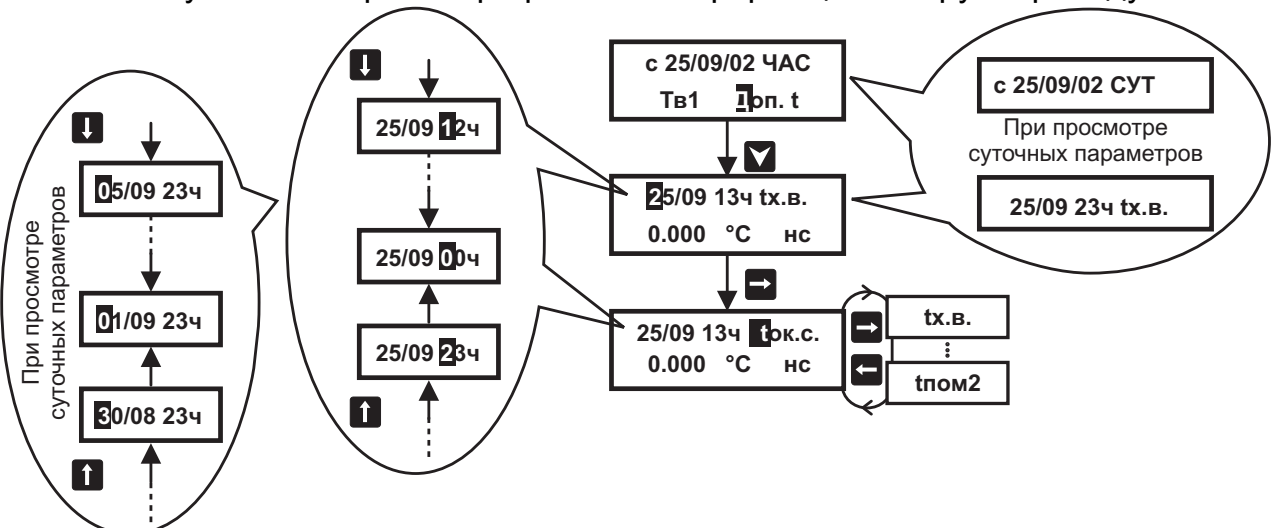 При просмотре
суточных параметров
05/09 23ч
01/09 23ч
30/08 23ч
25/09 12ч
25/09 00ч
25/09 23ч
с 25/09/02 ЧАС
Тв1 Доп. t
25/09 13ч tх.в.
0.000 °С нс
25/09 13ч tок.с.
0.000 °С нс
tх.в.
tпом2
с 25/09/02 СУТ
При просмотре
суточных параметров
25/09 23ч tх.в.